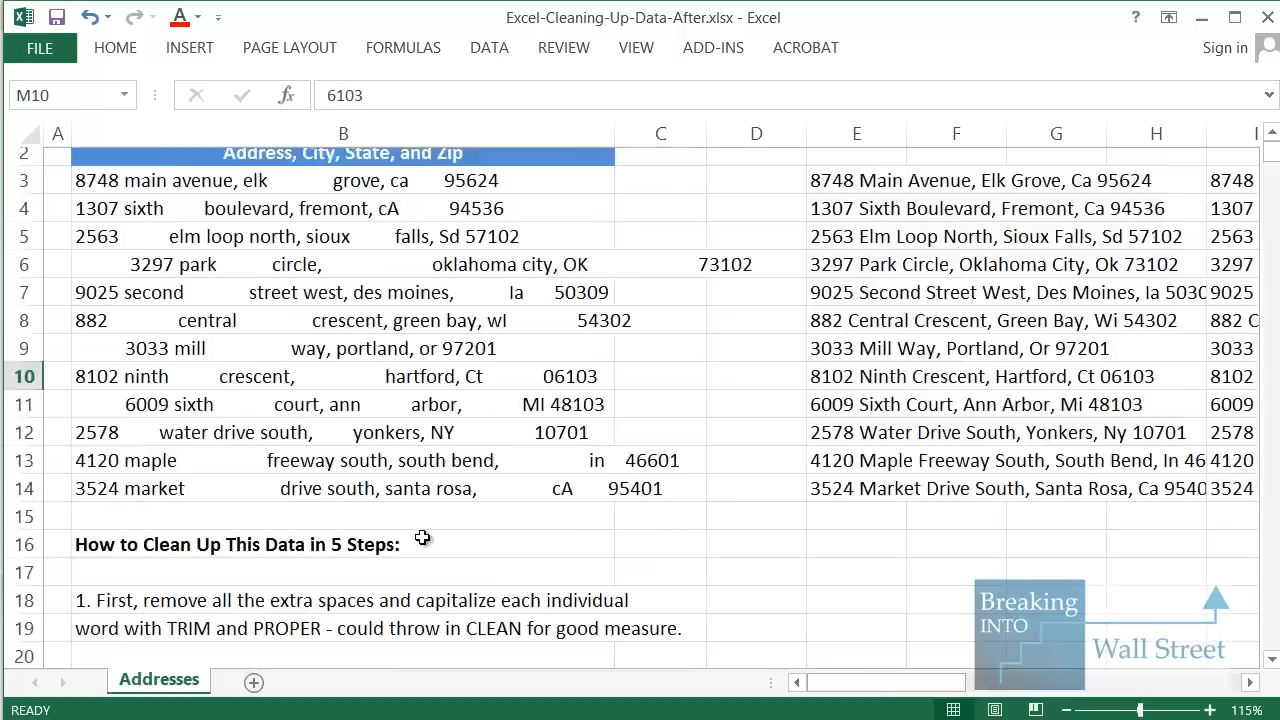 Excel-Cleaning-Up-Data-After.xlsx - Excel
FILE HOME INSERT PAGE LAYOUT FORMULAS DATA REVIEW VIEW ADD-INS ACROBAT Sign in
M10 fx 6103
A B C D E F G H I
2 Address, City, State, and Zip
3 8748 main avenue, elk grove, ca 95624 8748 Main Avenue, Elk Grove, Ca 95624 8748
4 1307 sixth boulevard, fremont, cA 94536 1307 Sixth Boulevard, Fremont, Ca 94536 1307
5 2563 elm loop north, sioux falls, Sd 57102 2563 Elm Loop North, Sioux Falls, Sd 57102 2563
6 3297 park circle, oklahoma city, OK 73102 3297 Park Circle, Oklahoma City, Ok 73102 3297
7 9025 second street west, des moines, Ia 50309 9025 Second Street West, Des Moines, Ia 5030 9025
8 882 central crescent, green bay, wI 54302 882 Central Crescent, Green Bay, Wi 54302 882 C
9 3033 mill way, portland, or 97201 3033 Mill Way, Portland, Or 97201 3033
10 8102 ninth crescent, hartford, Ct 06103 8102 Ninth Crescent, Hartford, Ct 06103 8102
11 6009 sixth court, ann arbor, MI 48103 6009 Sixth Court, Ann Arbor, Mi 48103 6009
12 2578 water drive south, yonkers, NY 10701 2578 Water Drive South, Yonkers, Ny 10701 2578
13 4120 maple freeway south, south bend, in 46601 4120 Maple Freeway South, South Bend, In 46 4120
14 3524 market drive south, santa rosa, cA 95401 3524 Market Drive South, Santa Rosa, Ca 9540 3524
15
16 How to Clean Up This Data in 5 Steps:
17
18 1. First, remove all the extra spaces and capitalize each individual
19 word with TRIM and PROPER - could throw in CLEAN for good measure.
20
Breaking
INTO
Wall Street
Addresses
READY 115%